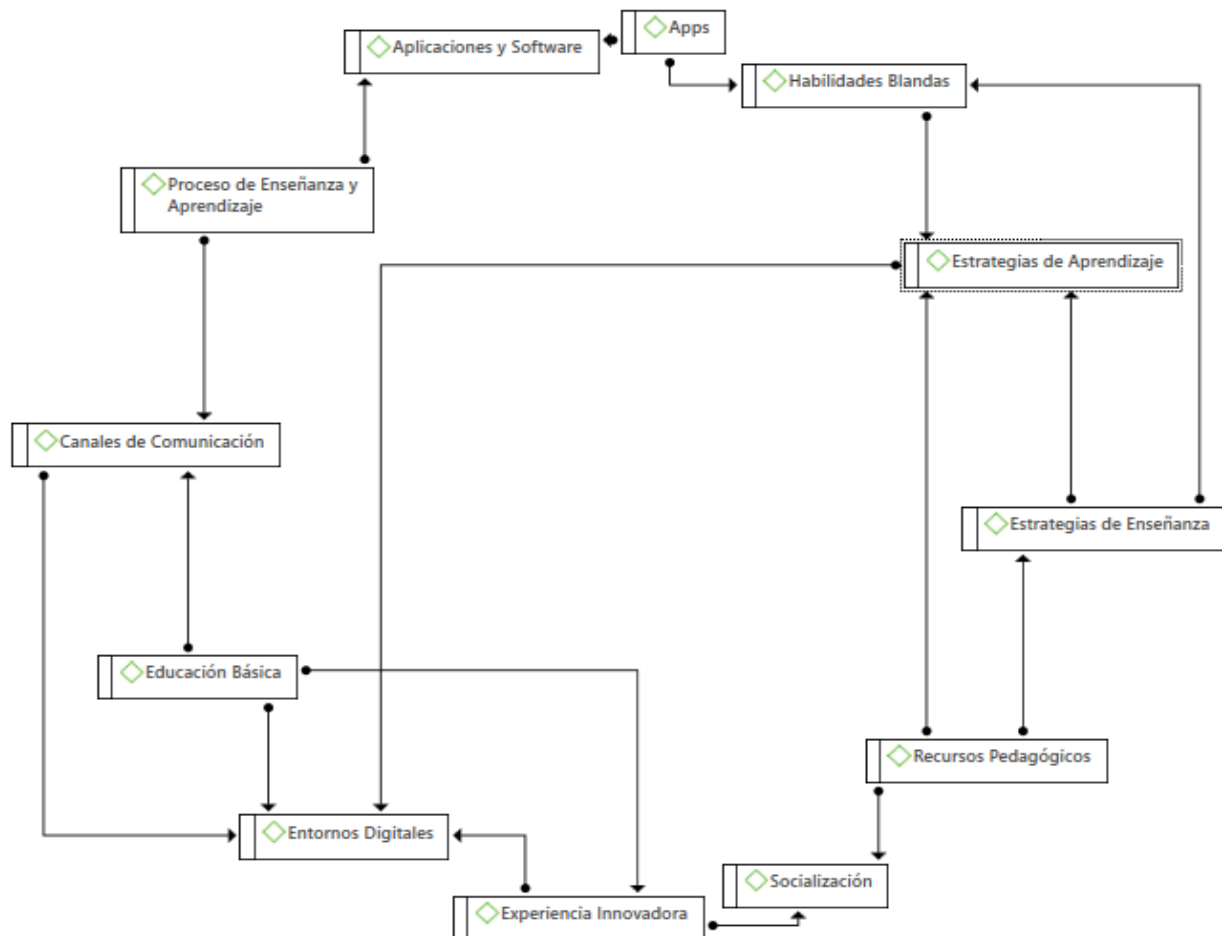 Apps
Aplicaciones y Software
Habilidades Blandas
Proceso de Enseñanza y
Aprendizaje
Estrategias de Aprendizaje
Canales de Comunicación
Estrategias de Enseñanza
Educación Básica
Recursos Pedagógicos
Entornos Digitales
Socialización
Experiencia Innovadora